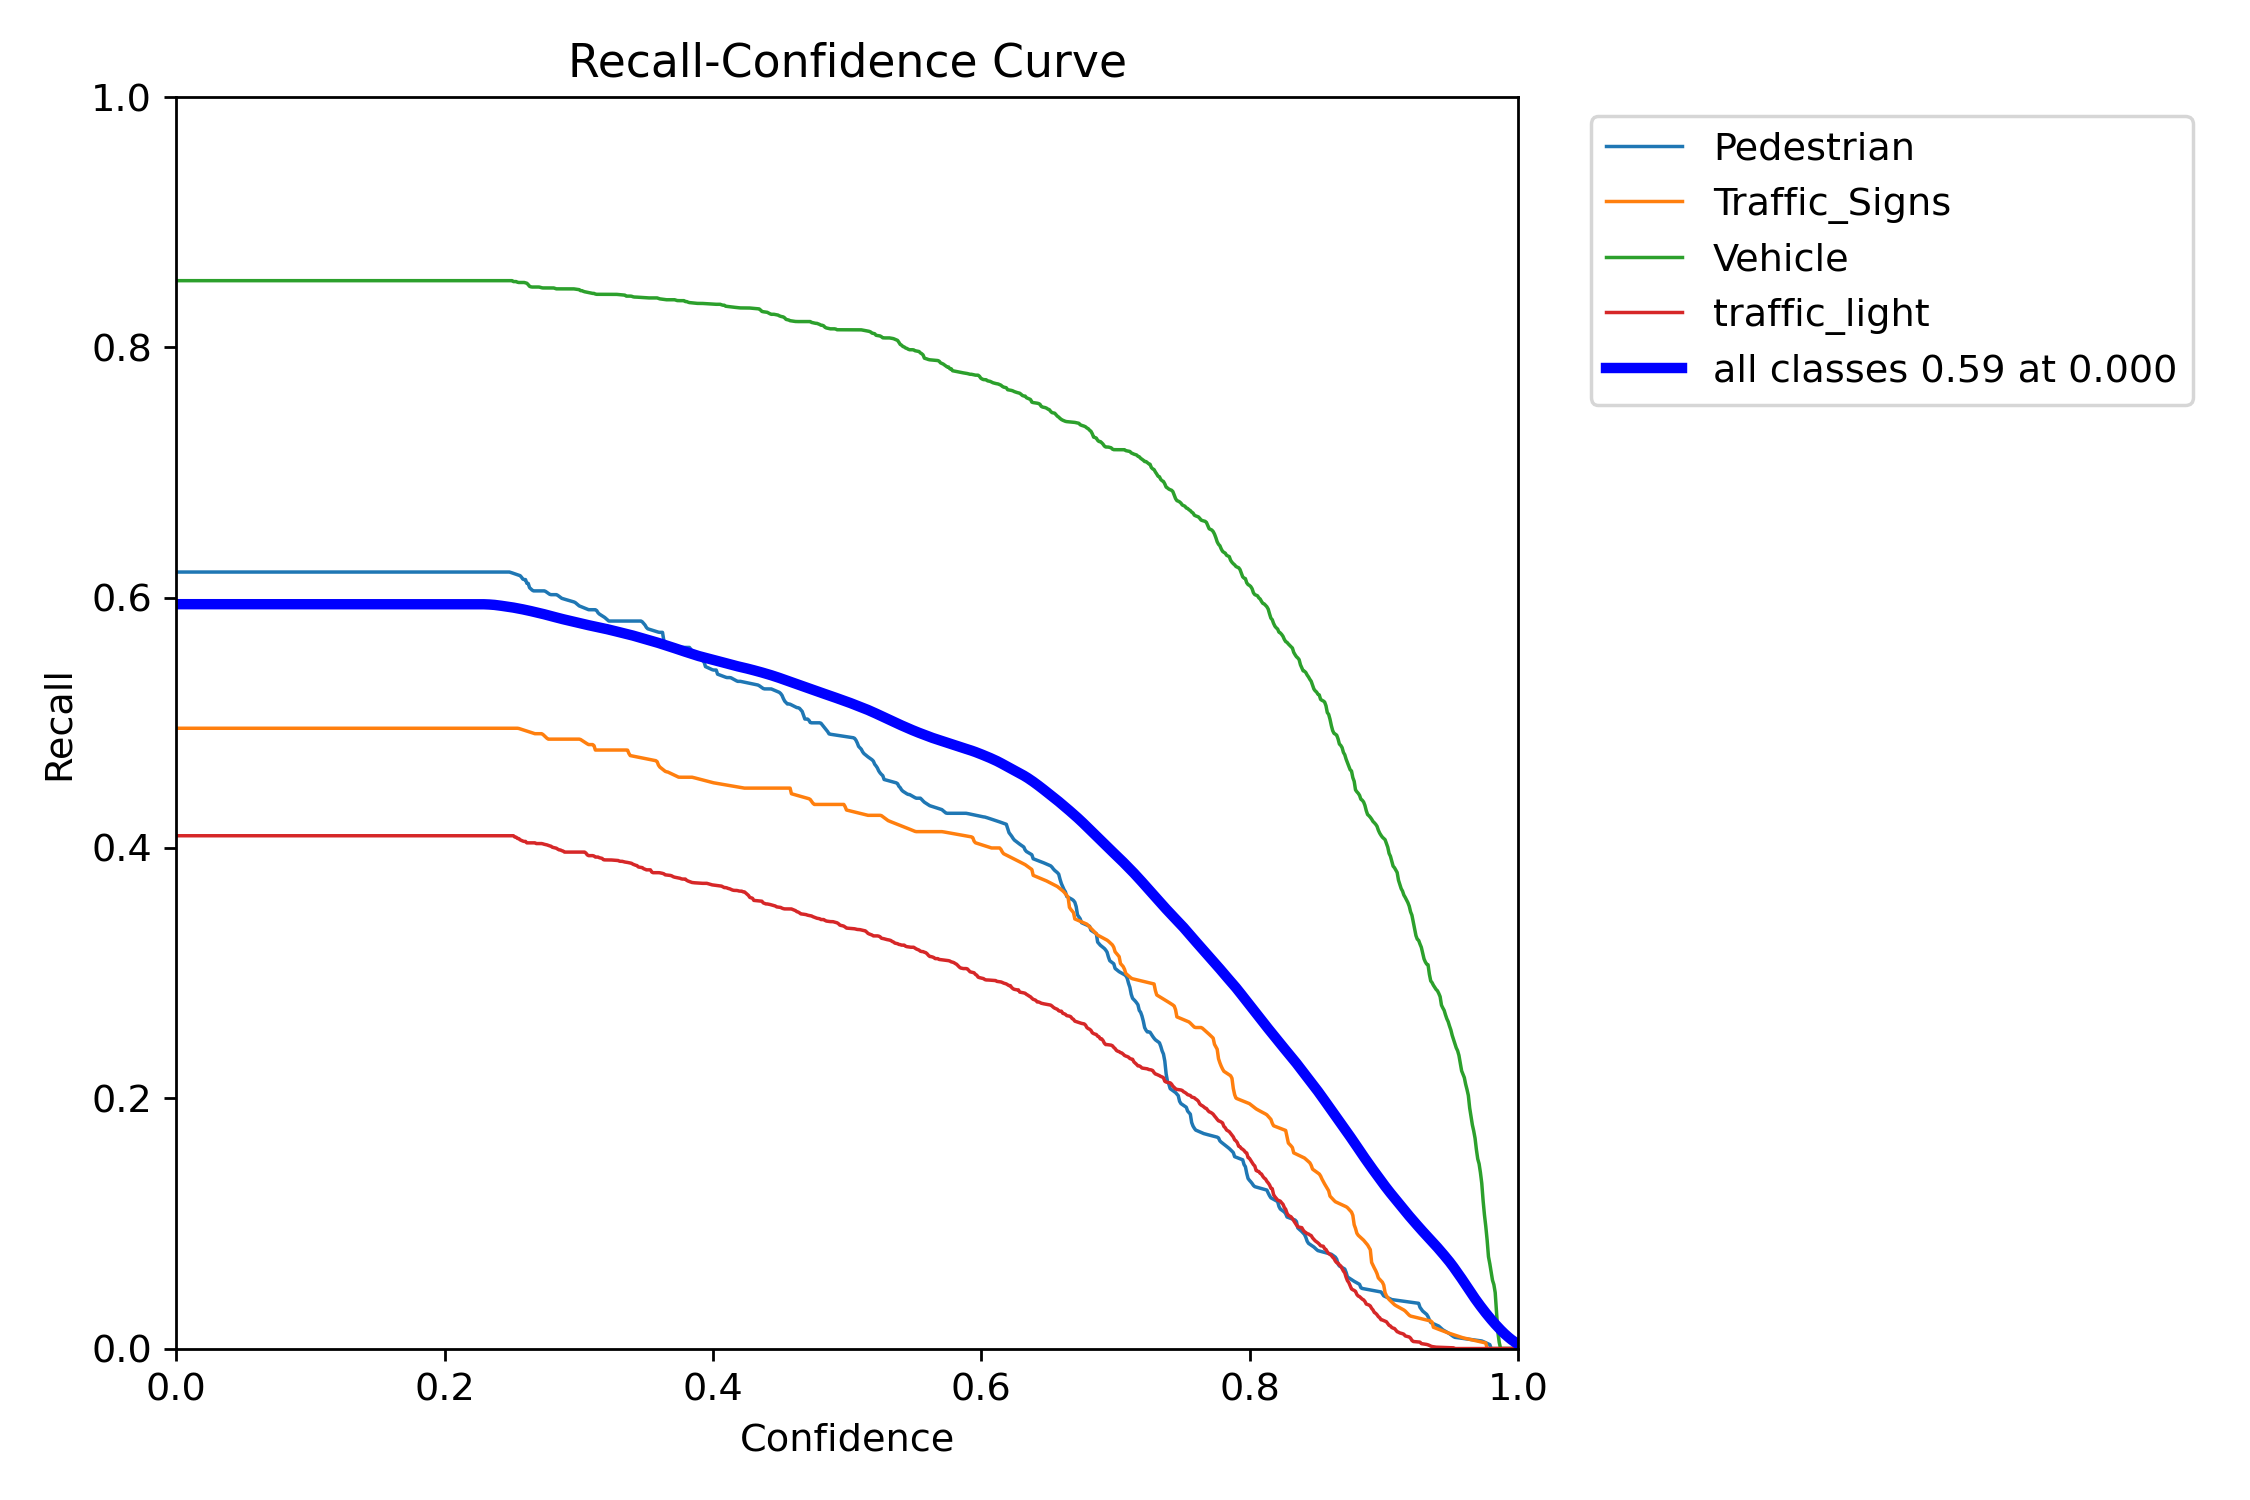 Recall-Confidence Curve
1.0
0.8
0.6
0.4
0.2
0.0
Recall
0.0 0.2 0.4 0.6 0.8 1.0
Confidence
Pedestrian
Traffic_Signs
Vehicle
traffic_light
all classes 0.59 at 0.000